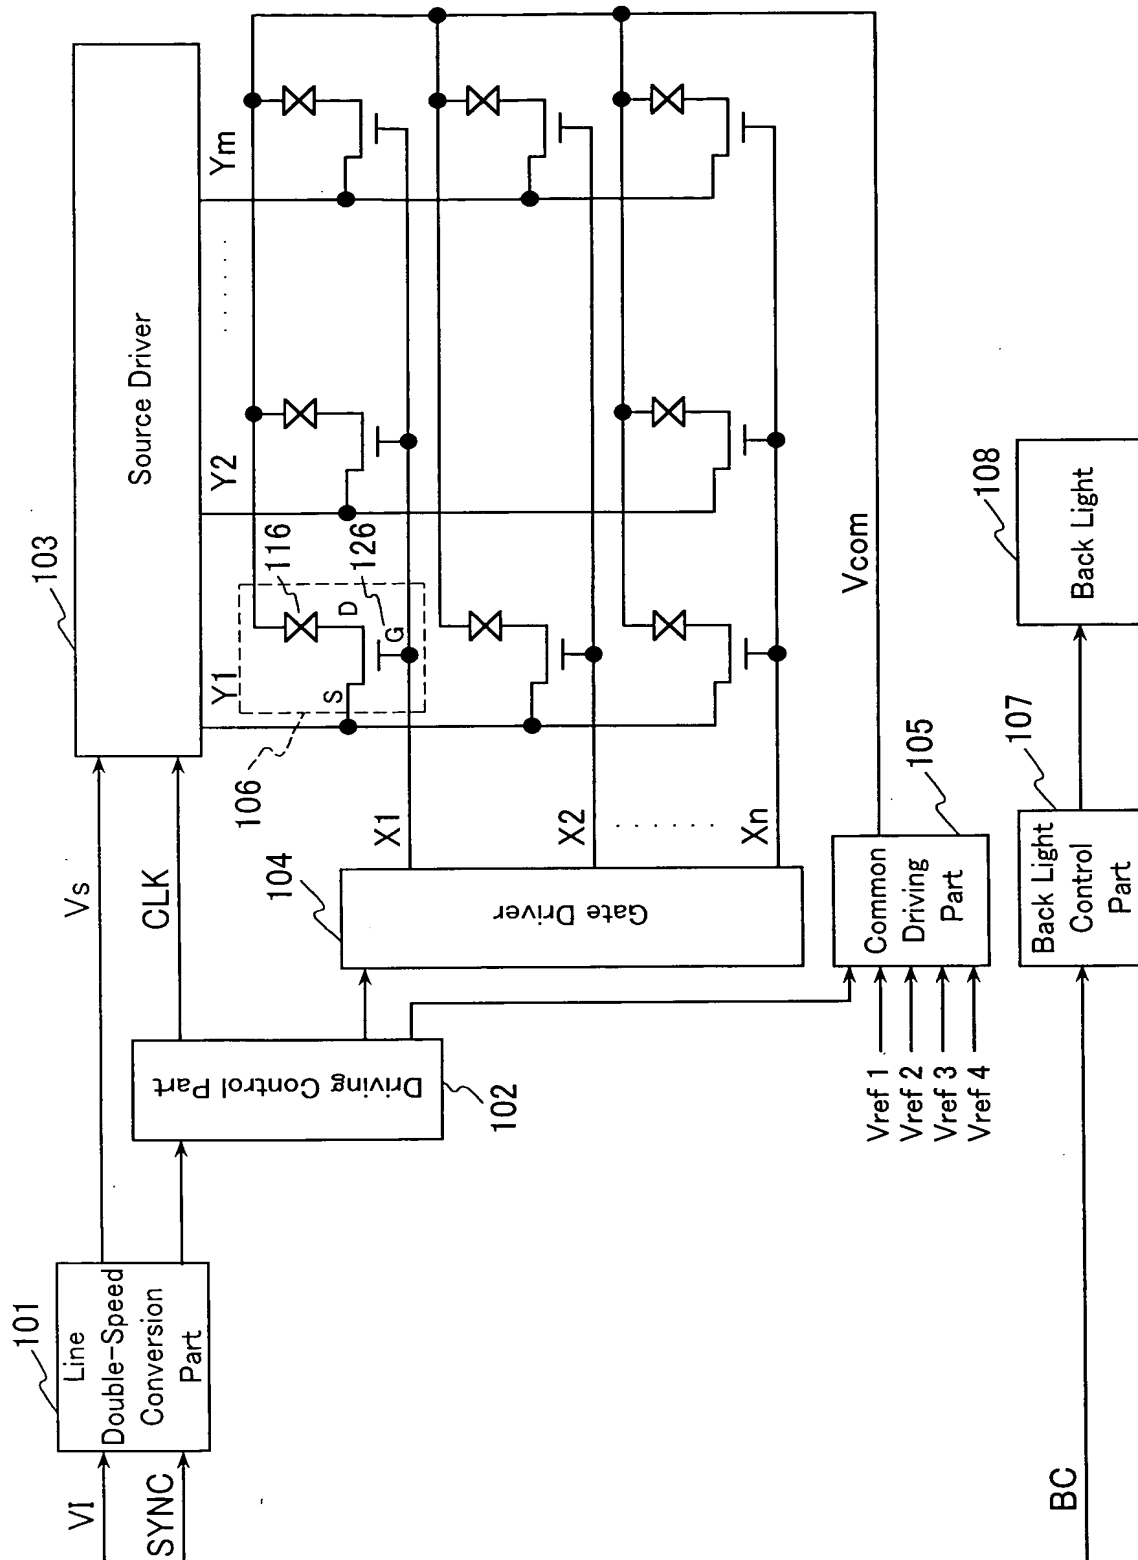 VI
SYNC
101
Line
Double-Speed
Conversion
Part
Vs
CLK
Driving Control Part
102
103
Source Driver
104
Gate Driver
Y1
Y2
. . . . . .
Ym
116
D
126
G
S
106
X1
X2
. . . . . . .
Xn
Vcom
105
Common
Driving
Part
Vref 1
Vref 2
Vref 3
Vref 4
BC
107
Back Light
Control
Part
108
Back Light